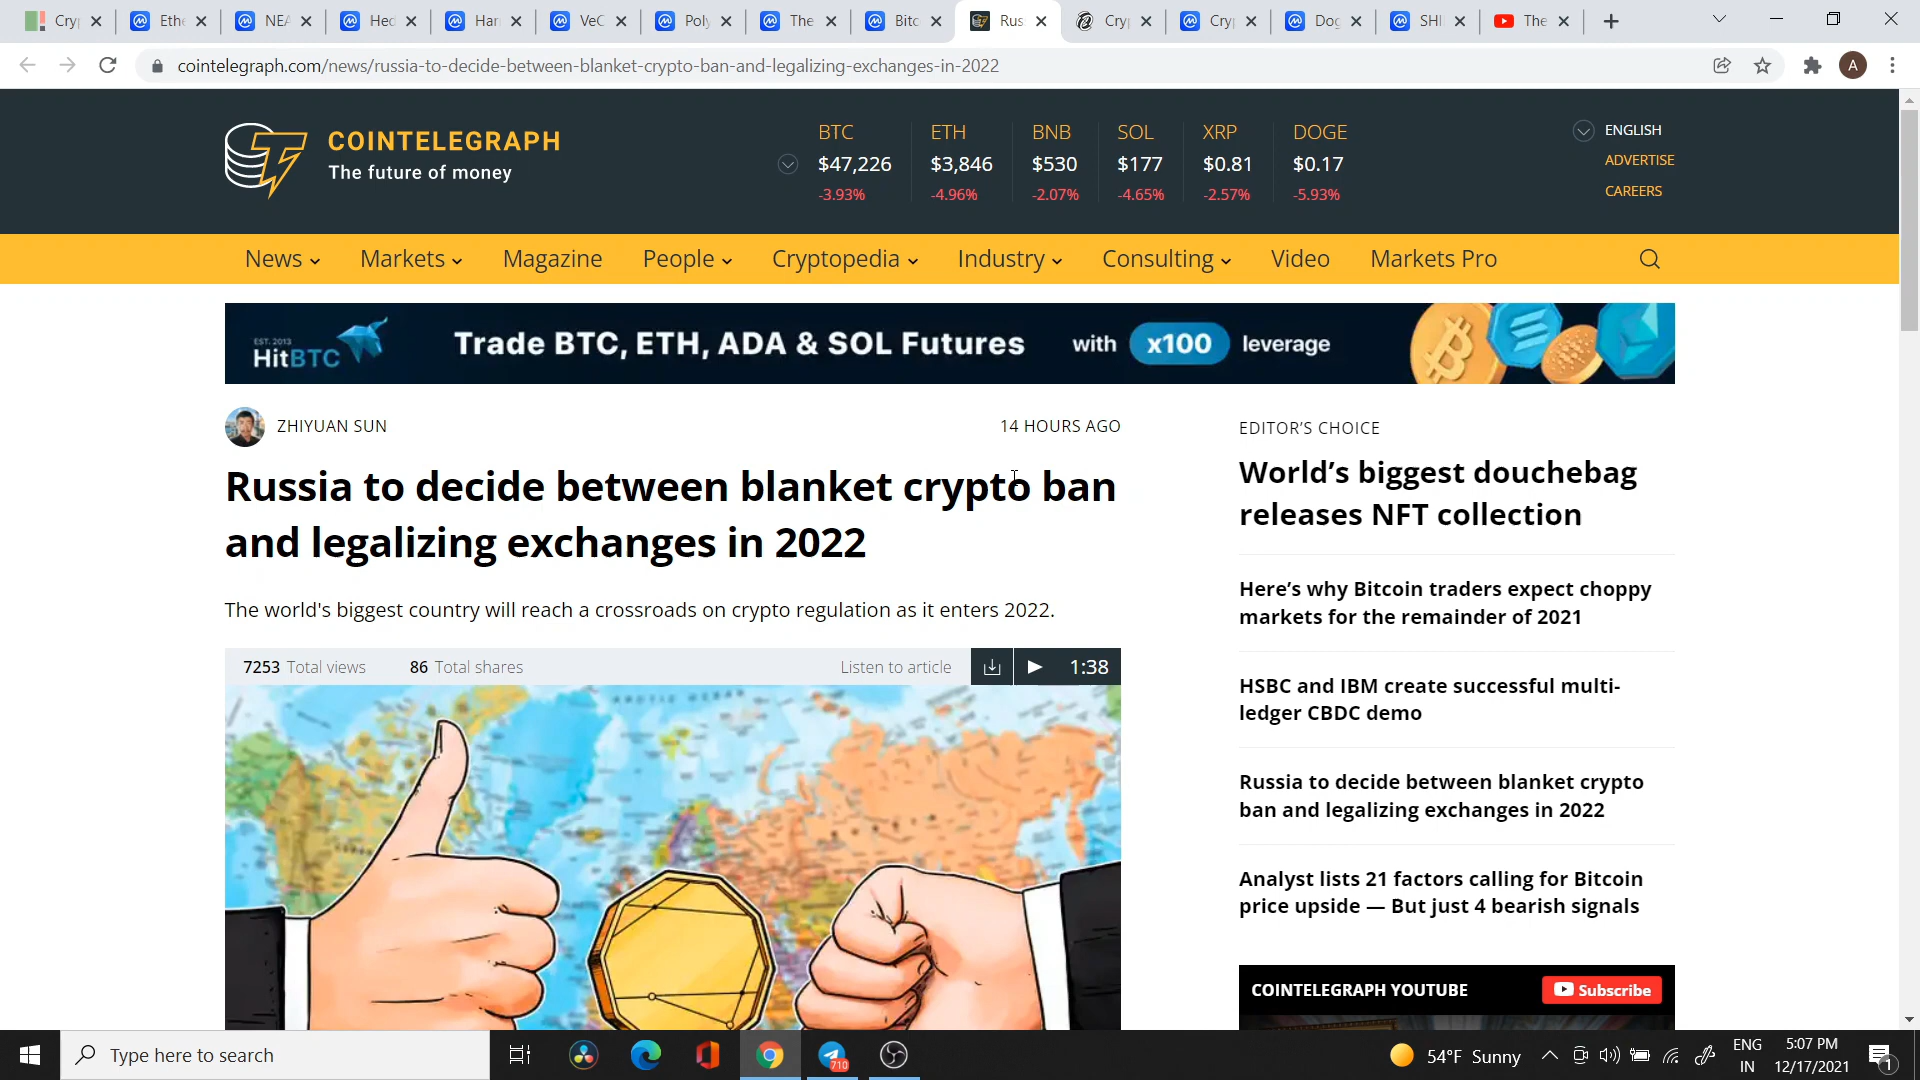 Cry
Ethe
NEA
Hed
Harr
VeC
Poly
The
Bitc
Rus
Cryp
Cryp
Dog
SHI
The
cointelegraph.com/news/russia-to-decide-between-blanket-crypto-ban-and-legalizing-exchanges-in-2022
A
COINTELEGRAPH
The future of money
BTC ETH BNB SOL XRP DOGE
$47,226 $3,846 $530 $177 $0.81 $0.17
-3.93% -4.96% -2.07% -4.65% -2.57% -5.93%
ENGLISH
ADVERTISE
CAREERS
News Markets Magazine People Cryptopedia Industry Consulting Video Markets Pro
EST. 2013
HitBTC
Trade BTC, ETH, ADA & SOL Futures with x100 leverage
ZHIYUAN SUN
14 HOURS AGO
Russia to decide between blanket crypto ban
and legalizing exchanges in 2022
The world's biggest country will reach a crossroads on crypto regulation as it enters 2022.
7253 Total views 86 Total shares Listen to article 1:38
ARCTIC OCEAN
EDITOR'S CHOICE
World's biggest douchebag
releases NFT collection
Here's why Bitcoin traders expect choppy
markets for the remainder of 2021
HSBC and IBM create successful multi-
ledger CBDC demo
Russia to decide between blanket crypto
ban and legalizing exchanges in 2022
Analyst lists 21 factors calling for Bitcoin
price upside — But just 4 bearish signals
COINTELEGRAPH YOUTUBE
Subscribe
Type here to search
710
54°F Sunny
ENG
IN
5:07 PM
12/17/2021
1